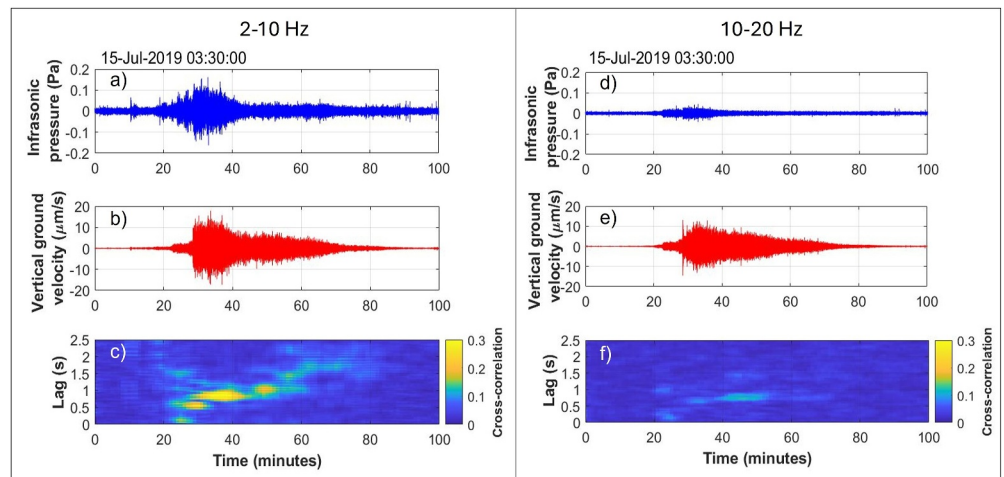 2-10 Hz
15-Jul-2019 03:30:00
a)
Infrasonic
pressure (Pa)
0.2
0.1
0
-0.1
-0.2
0 20 40 60 80 100
b)
Vertical ground
velocity (μm/s)
20
10
0
-10
-20
0 20 40 60 80 100
c)
Lag (s)
2.5
2
1.5
1
0.5
0
0 20 40 60 80 100
Time (minutes)
0.3
0.2
0.1
0
Cross-correlation
10-20 Hz
15-Jul-2019 03:30:00
d)
Infrasonic
pressure (Pa)
0.2
0.1
0
-0.1
-0.2
0 20 40 60 80 100
e)
Vertical ground
velocity (μm/s)
20
10
0
-10
-20
0 20 40 60 80 100
f)
Lag (s)
2.5
2
1.5
1
0.5
0
0 20 40 60 80 100
Time (minutes)
0.3
0.2
0.1
0
Cross-correlation